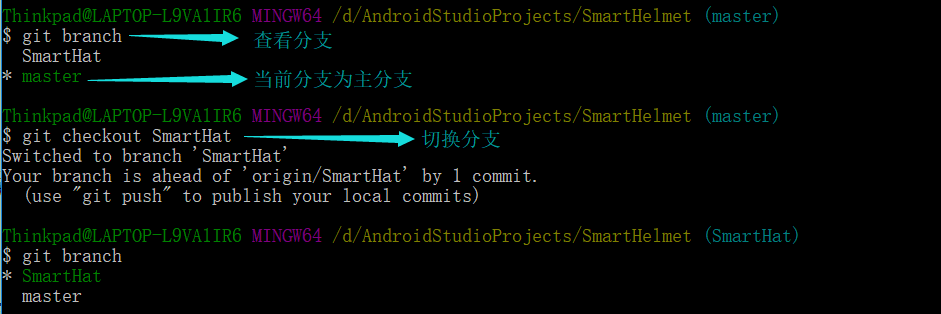 Thinkpad@LAPTOP-L9VA1IR6 MINGW64 /d/AndroidStudioProjects/SmartHelmet (master)
$ git branch 查看分支
SmartHat
* master 当前分支为主分支
Thinkpad@LAPTOP-L9VA1IR6 MINGW64 /d/AndroidStudioProjects/SmartHelmet (master)
$ git checkout SmartHat 切换分支
Switched to branch 'SmartHat'
Your branch is ahead of 'origin/SmartHat' by 1 commit.
(use "git push" to publish your local commits)
Thinkpad@LAPTOP-L9VA1IR6 MINGW64 /d/AndroidStudioProjects/SmartHelmet (SmartHat)
$ git branch
* SmartHat
master